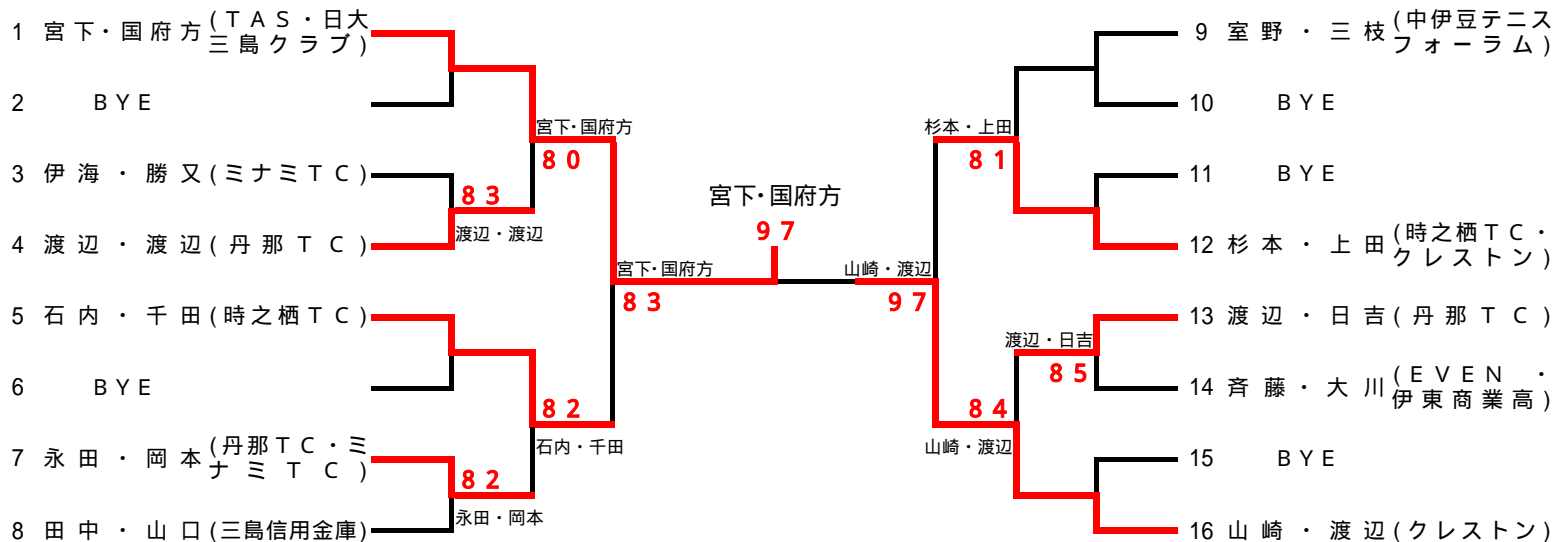 1 宮下・国府方 (TAS・日大
三島クラブ)
2 BYE
宮下・国府方
80
3 伊海・勝又 (ミナミTC)
83
4 渡辺・渡辺 (丹那TC)
渡辺・渡辺
宮下・国府方
83
5 石内・千田 (時之栖TC)
6 BYE
82
石内・千田
7 永田・岡本 (丹那TC・ミ
ナミTC)
82
8 田中・山口 (三島信用金庫)
永田・岡本
宮下・国府方
97
9 室野・三枝 (中伊豆テニス
フォーラム)
10 BYE
杉本・上田
81
11 BYE
12 杉本・上田 (時之栖TC・
クレストン)
山崎・渡辺
97
13 渡辺・日吉 (丹那TC)
渡辺・日吉
85
14 斉藤・大川 (EVEN・
伊東商業高)
84
山崎・渡辺
15 BYE
16 山崎・渡辺 (クレストン)